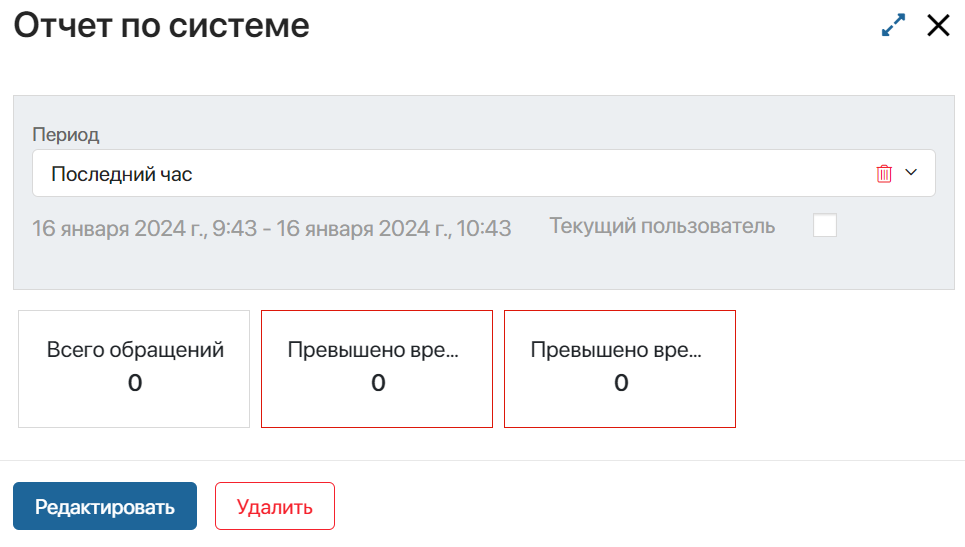 Отчет по системе
Период
Последний час
16 января 2024 г., 9:43 - 16 января 2024 г., 10:43 Текущий пользователь
Всего обращений Превышено вре... Превышено вре...
0 0 0
Редактировать Удалить